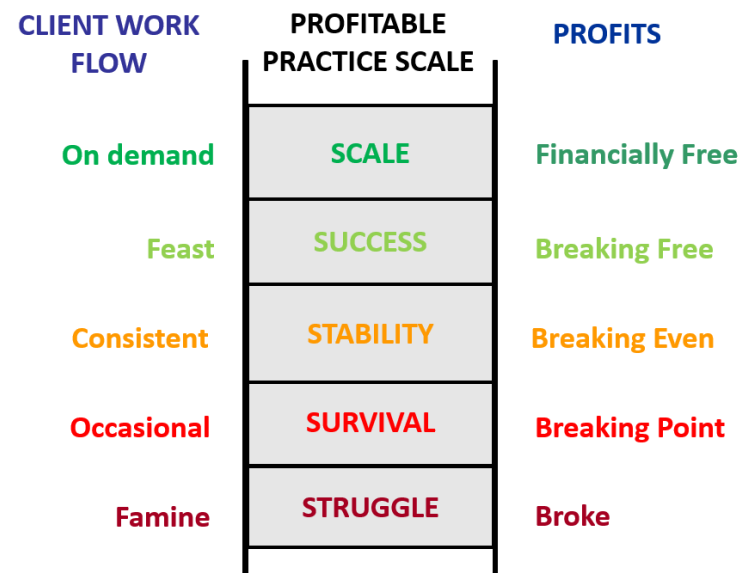 CLIENT WORK
FLOW
PROFITABLE
PRACTICE SCALE
PROFITS
On demand
SCALE
Financially Free
Feast
SUCCESS
Breaking Free
Consistent
STABILITY
Breaking Even
Occasional
SURVIVAL
Breaking Point
Famine
STRUGGLE
Broke